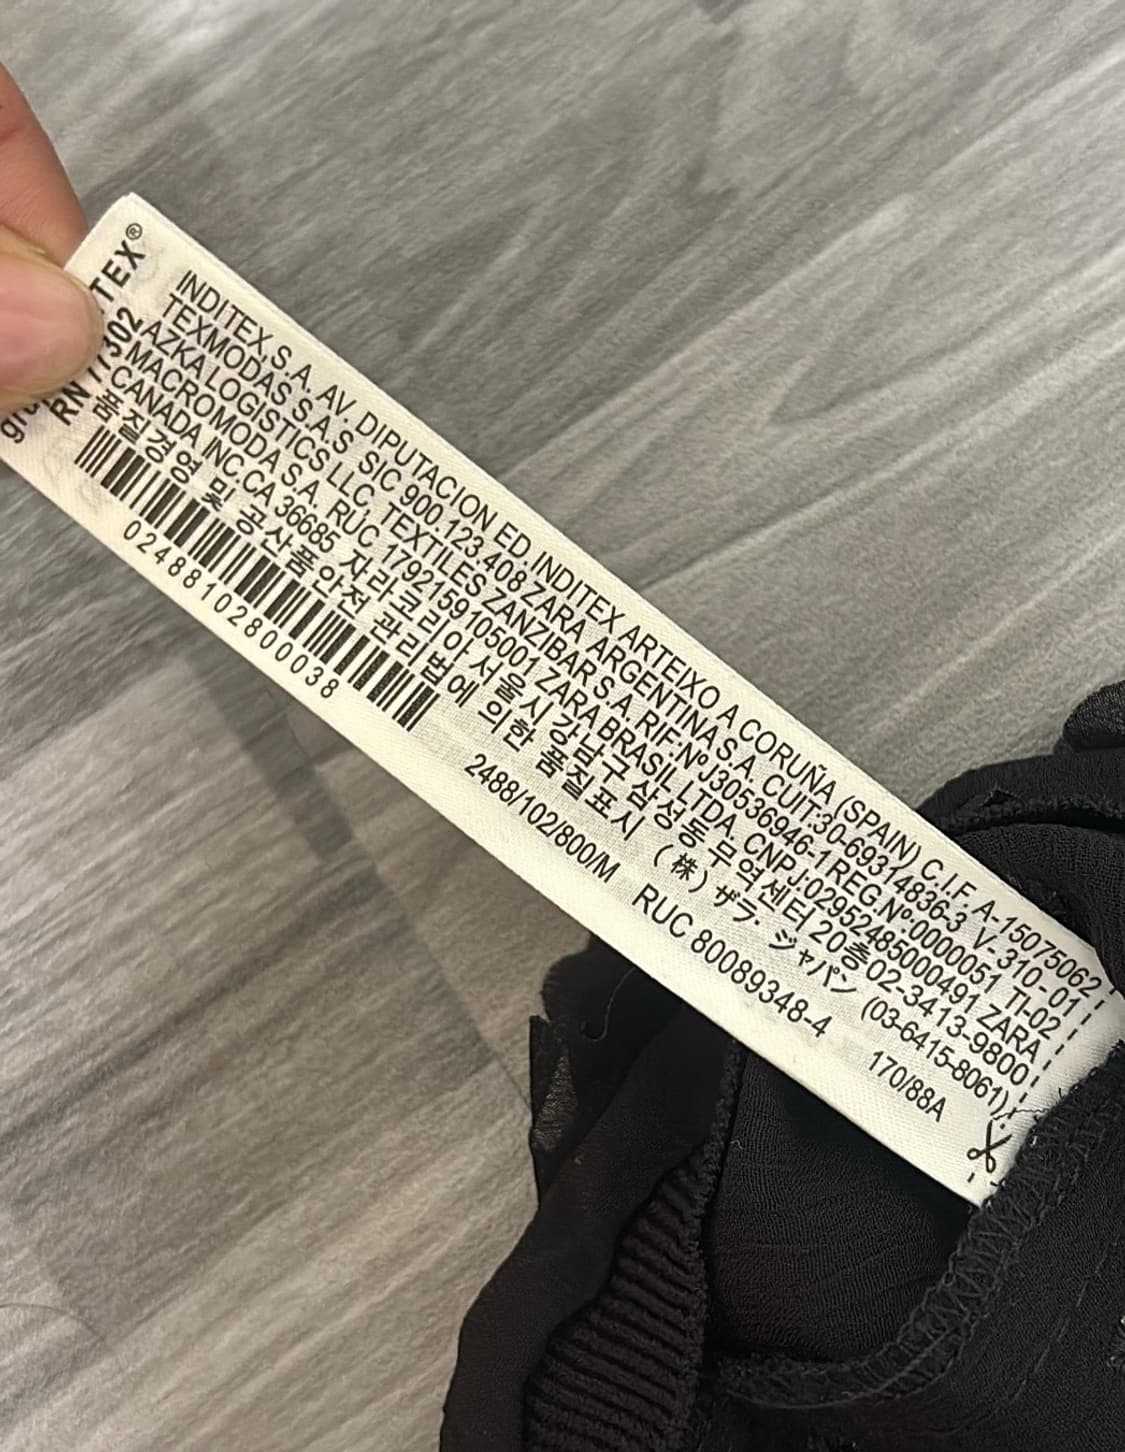 TEX®
RN 77302
INDITEX,S.A. AV. DIPUTACION ED. INDITEX ARTEIXO A CORUÑA (SPAIN) C.I.F. A-15075062
TEXMODAS S.A.S SIC 900.123.408 ZARA ARGENTINA S.A. CUIT:30-69314836-3 V-310-01
AZKA LOGISTICS LLC, TEXTILES ZANZIBAR S.A. RIF:Nº J30536946-1 REG Nº:0000051 TI-02
MACROMODA S.A. RUC 1792159105001 ZARA BRASIL LTDA. CNPJ:02952485000491 ZARA
CANADA INC.CA 36685 자라코리아 서울시 강남구 삼성동 무역센터 20층 02-3413-9800
품질경영 및 공산품안전 관리법에 의한 품질표시 (株) ザラ・ジャパン (03-6415-8061)
02488102800038
2488/102/800/M RUC 80089348-4 170/88A